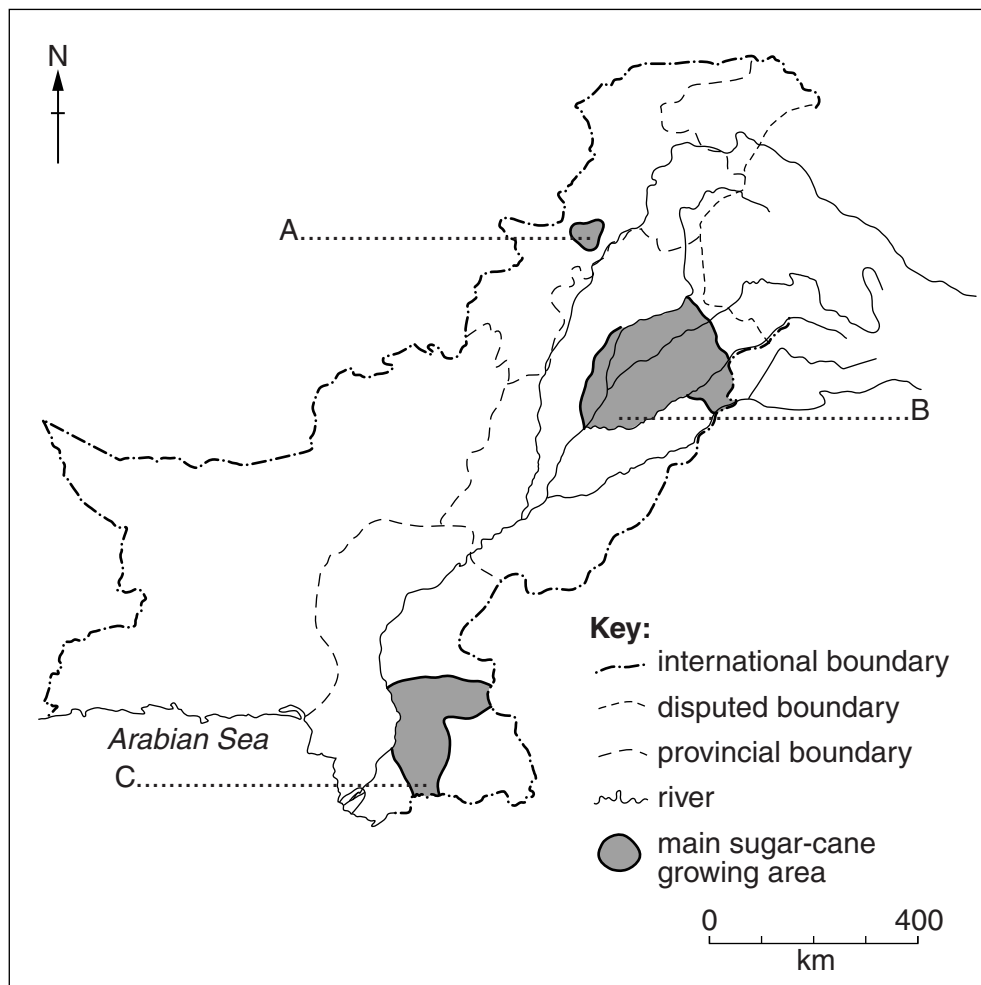 N
A
B
Key:
international boundary
disputed boundary
Arabian Sea
provincial boundary
C
river
main sugar-cane
growing area
0 400
km